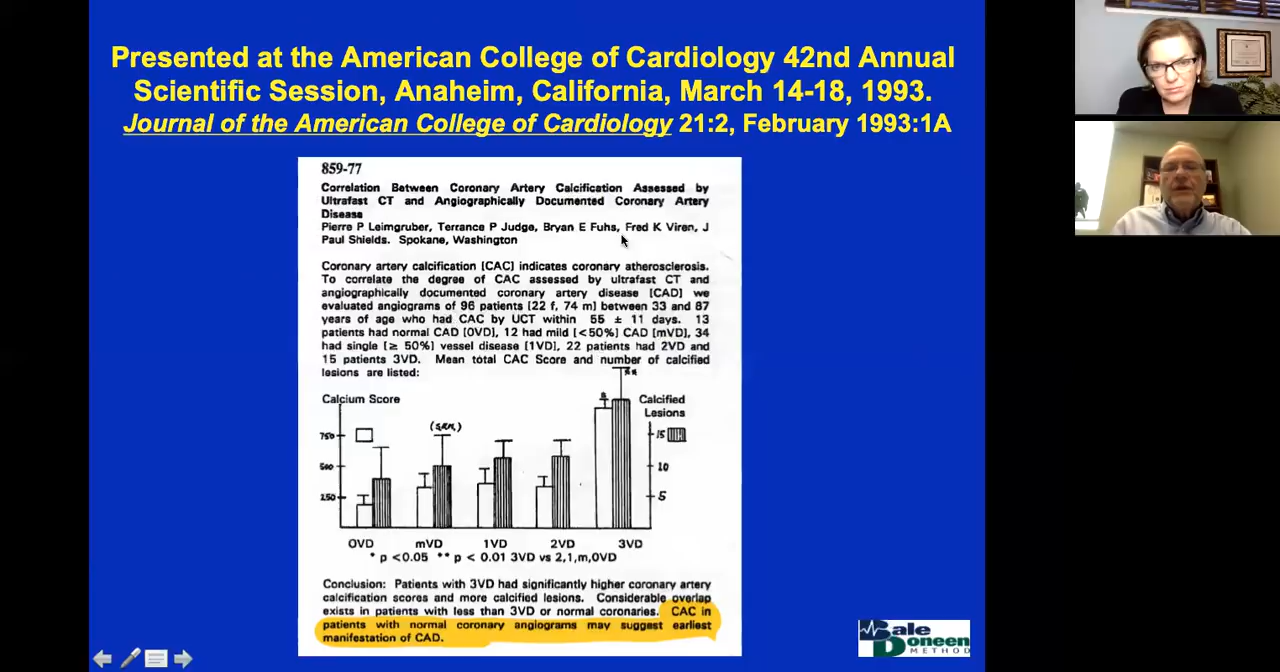 Presented at the American College of Cardiology 42nd Annual
Scientific Session, Anaheim, California, March 14-18, 1993.
Journal of the American College of Cardiology 21:2, February 1993:1A
859-77
Correlation Between Coronary Artery Calcification Assessed by
Ultrafast CT and Angiographically Documented Coronary Artery
Disease
Pierre P Leimgruber, Terrance P Judge, Bryan E Fuhs, Fred K Viren, J
Paul Shields. Spokane, Washington
Coronary artery calcification [CAC] indicates coronary atherosclerosis.
To correlate the degree of CAC assessed by ultrafast CT and
angiographically documented coronary artery disease [CAD] we
evaluated angiograms of 96 patients [22 f, 74 m] between 33 and 87
years of age who had CAC by UCT within 55 ± 11 days. 13
patients had normal CAD [0VD], 12 had mild [<50%] CAD [mVD], 34
had single [≥ 50%] vessel disease [1VD], 22 patients had 2VD and
15 patients 3VD. Mean total CAC Score and number of calcified
lesions are listed:
Calcium Score
Calcified
Lesions
750
500
250
(SEM)
*
**
15
10
5
0VD mVD 1VD 2VD 3VD
* p <0.05 ** p < 0.01 3VD vs 2,1,m,0VD
Conclusion: Patients with 3VD had significantly higher coronary artery
calcification scores and more calcified lesions. Considerable overlap
exists in patients with less than 3VD or normal coronaries. CAC in
patients with normal coronary angiograms may suggest earliest
manifestation of CAD.
Bale
Doneen
METHOD